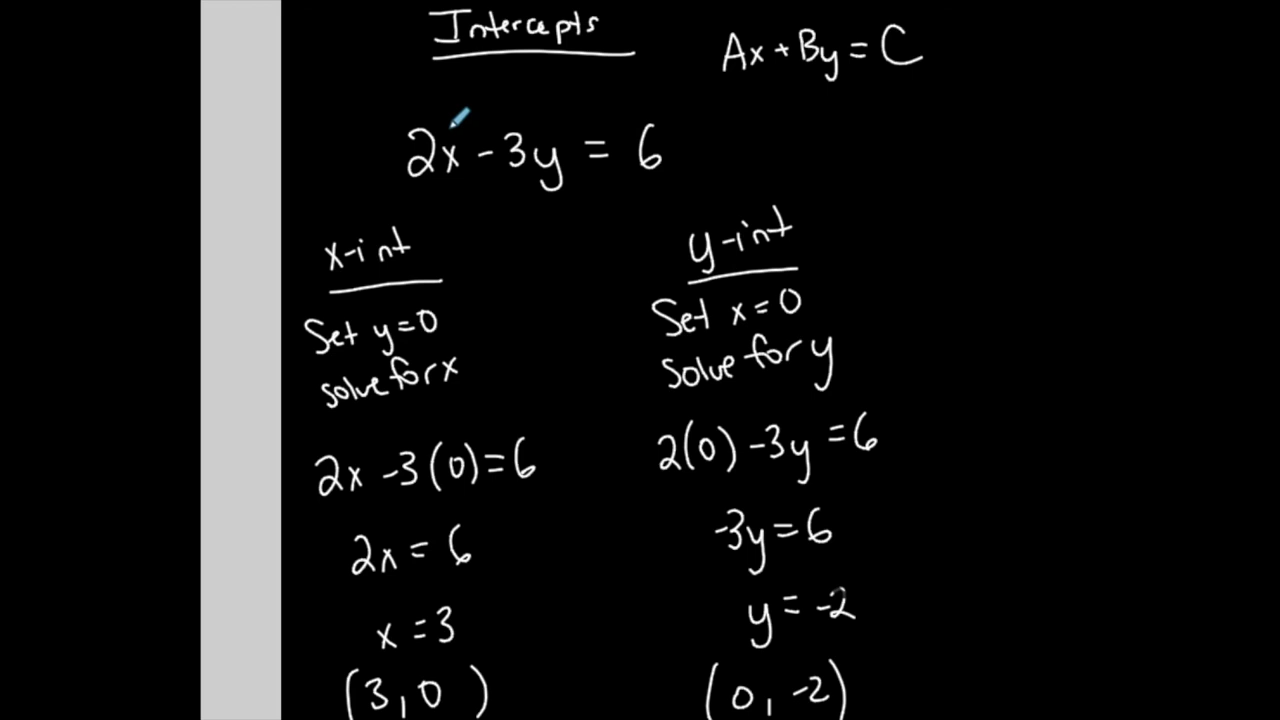 Intercepts
Ax + By = C
2x - 3y = 6
x-int
Set y=0
solve for x
2x - 3(0) = 6
2x = 6
x = 3
(3, 0)
y-int
Set x=0
Solve for y
2(0) - 3y = 6
-3y = 6
y = -2
(0, -2)